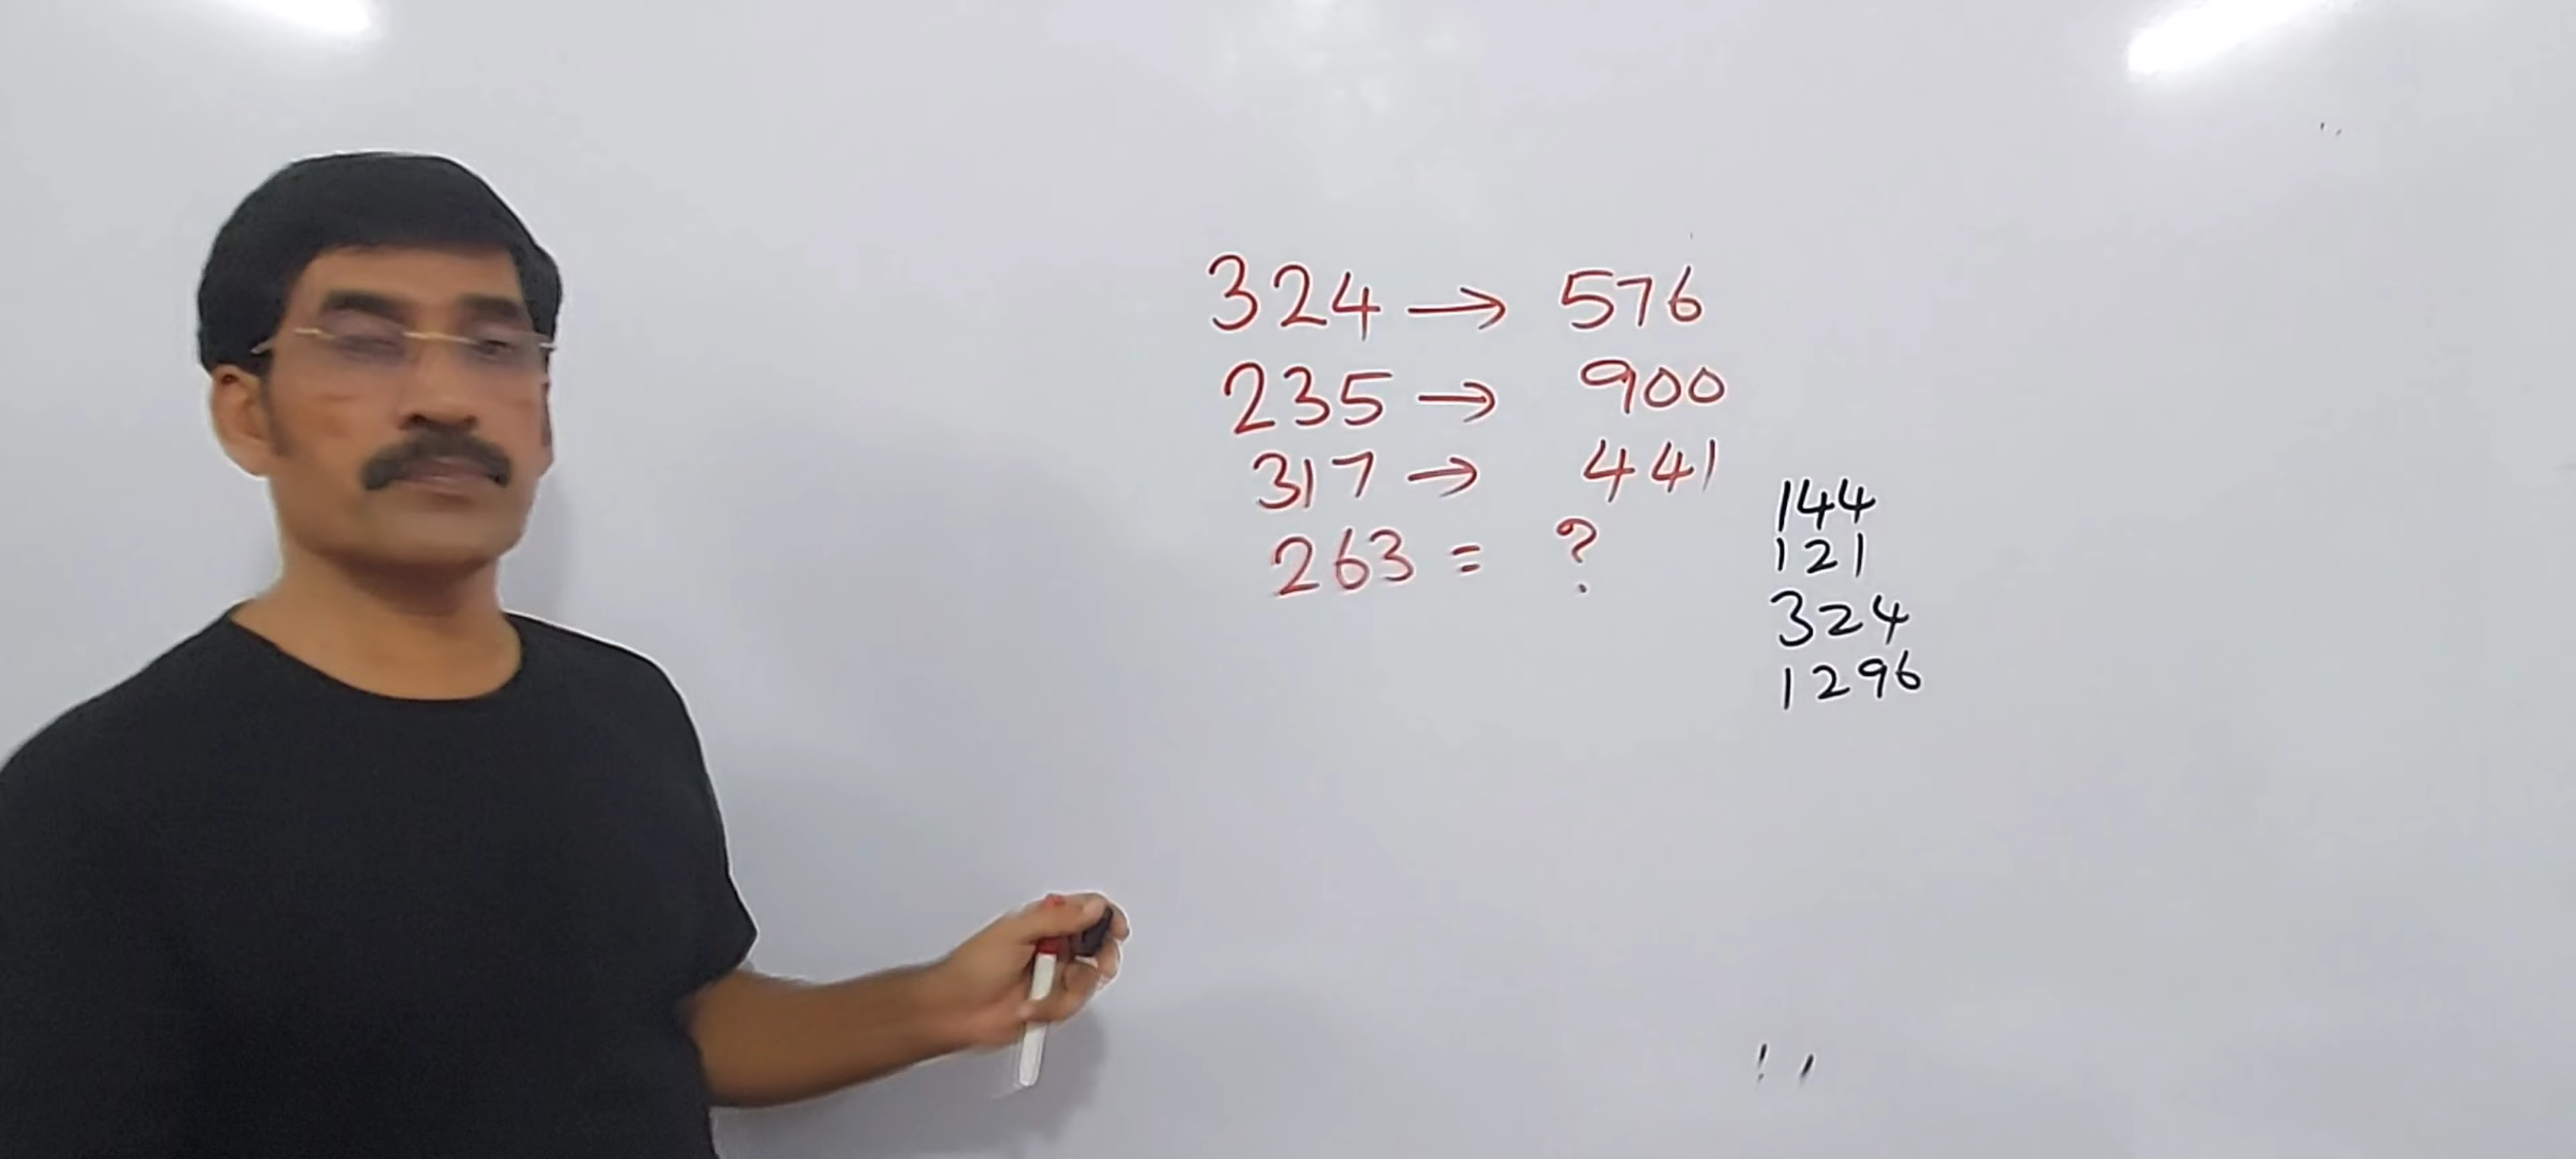 324 → 576
235 → 900
317 → 441
263 = ?
144
121
324
1296